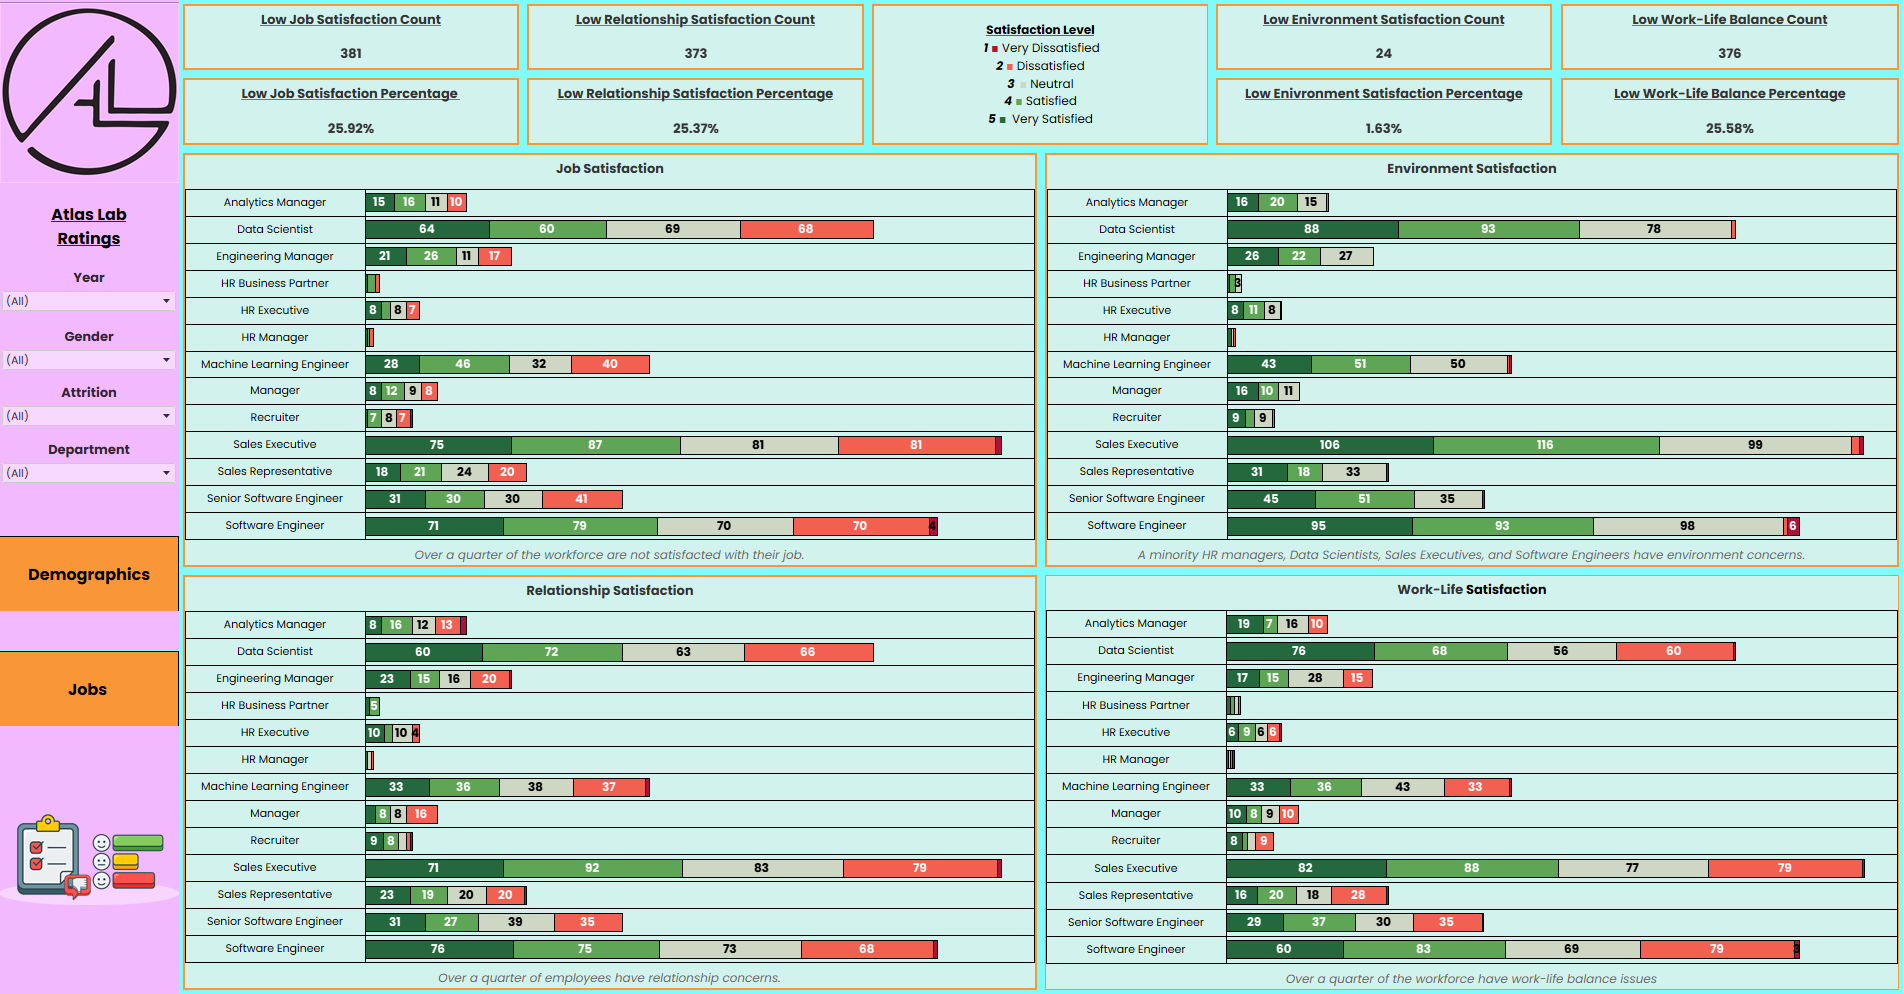 Low Job Satisfaction Count
381
Low Relationship Satisfaction Count
373
Satisfaction Level
1 Very Dissatisfied
2 Dissatisfied
3 Neutral
4 Satisfied
5 Very Satisfied
Low Enivronment Satisfaction Count
24
Low Work-Life Balance Count
376
Low Job Satisfaction Percentage
25.92%
Low Relationship Satisfaction Percentage
25.37%
Low Enivronment Satisfaction Percentage
1.63%
Low Work-Life Balance Percentage
25.58%
Atlas Lab
Ratings
Year
(All)
Gender
(All)
Attrition
(All)
Department
(All)
Demographics
Jobs
Job Satisfaction
Analytics Manager 15 16 11 10
Data Scientist 64 60 69 68
Engineering Manager 21 26 11 17
HR Business Partner
HR Executive 8 8 7
HR Manager
Machine Learning Engineer 28 46 32 40
Manager 8 12 9 8
Recruiter 7 8 7
Sales Executive 75 87 81 81
Sales Representative 18 21 24 20
Senior Software Engineer 31 30 30 41
Software Engineer 71 79 70 70 4
Over a quarter of the workforce are not satisfacted with their job.
Environment Satisfaction
Analytics Manager 16 20 15
Data Scientist 88 93 78
Engineering Manager 26 22 27
HR Business Partner 3
HR Executive 8 11 8
HR Manager
Machine Learning Engineer 43 51 50
Manager 16 10 11
Recruiter 9 9
Sales Executive 106 116 99
Sales Representative 31 18 33
Senior Software Engineer 45 51 35
Software Engineer 95 93 98 6
A minority HR managers, Data Scientists, Sales Executives, and Software Engineers have environment concerns.
Relationship Satisfaction
Analytics Manager 8 16 12 13
Data Scientist 60 72 63 66
Engineering Manager 23 15 16 20
HR Business Partner 5
HR Executive 10 10 4
HR Manager
Machine Learning Engineer 33 36 38 37
Manager 8 8 16
Recruiter 9 8
Sales Executive 71 92 83 79
Sales Representative 23 19 20 20
Senior Software Engineer 31 27 39 35
Software Engineer 76 75 73 68
Over a quarter of employees have relationship concerns.
Work-Life Satisfaction
Analytics Manager 19 7 16 10
Data Scientist 76 68 56 60
Engineering Manager 17 15 28 15
HR Business Partner
HR Executive 6 9 6 6
HR Manager
Machine Learning Engineer 33 36 43 33
Manager 10 8 9 10
Recruiter 8 9
Sales Executive 82 88 77 79
Sales Representative 16 20 18 28
Senior Software Engineer 29 37 30 35
Software Engineer 60 83 69 79 3
Over a quarter of the workforce have work-life balance issues